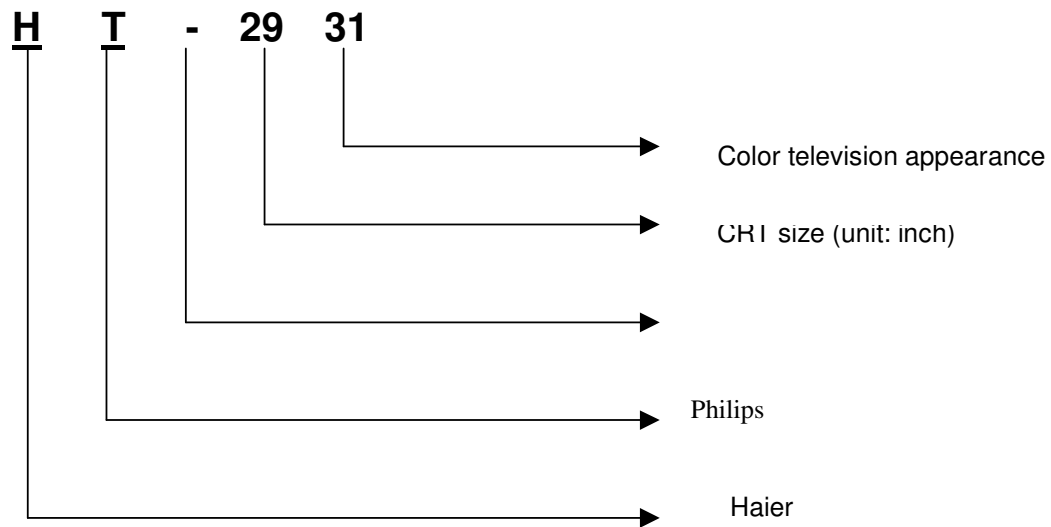 H T - 29 31
Color television appearance
CRT size (unit: inch)
Philips
Haier